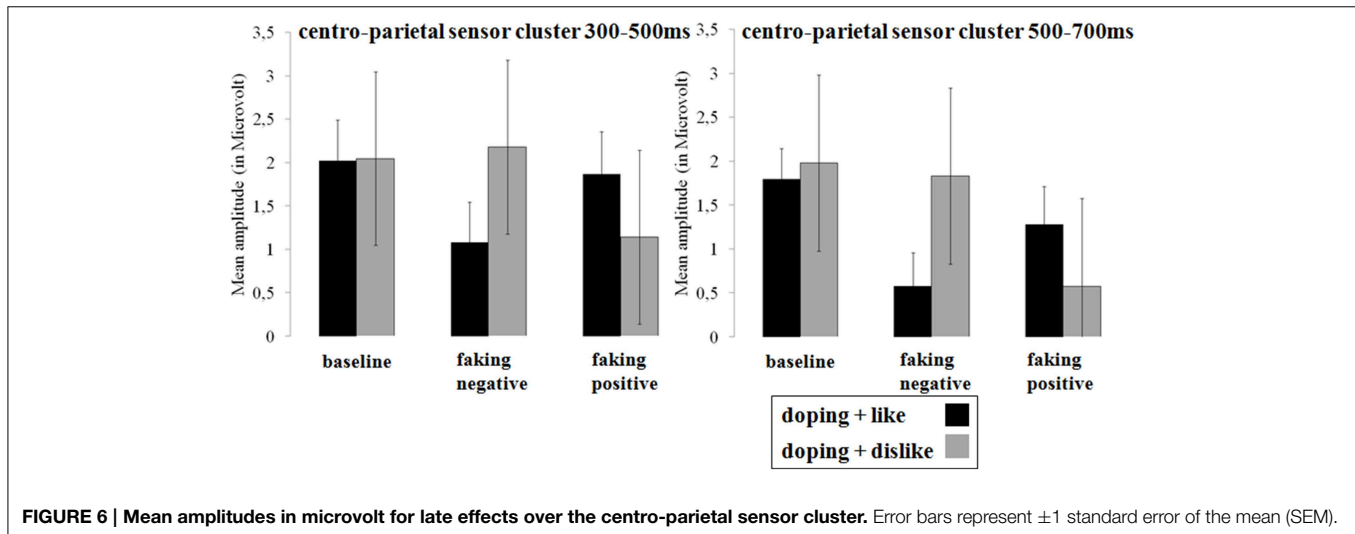 centro-parietal sensor cluster 300-500ms
Mean amplitude (in Microvolt)
3,5
3
2,5
2
1,5
1
0,5
0
baseline
faking
negative
faking
positive
centro-parietal sensor cluster 500-700ms
Mean amplitude (in Microvolt)
3,5
3
2,5
2
1,5
1
0,5
0
baseline
faking
negative
faking
positive
doping + like
doping + dislike
FIGURE 6 | Mean amplitudes in microvolt for late effects over the centro-parietal sensor cluster. Error bars represent ±1 standard error of the mean (SEM).